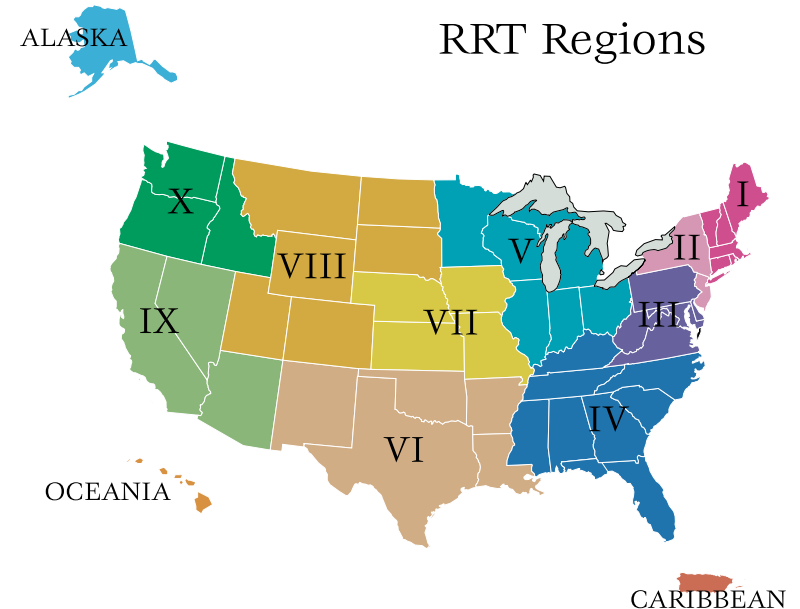 RRT Regions
ALASKA
I
X
II
V
VIII
III
IX
VII
IV
VI
OCEANIA
CARIBBEAN